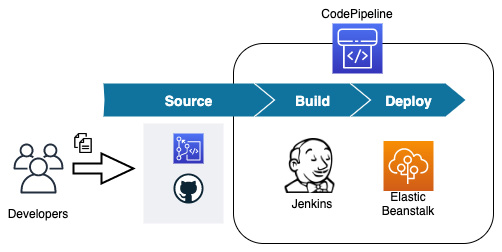 CodePipeline
Source
Build
Deploy
Developers
Jenkins
Elastic
Beanstalk